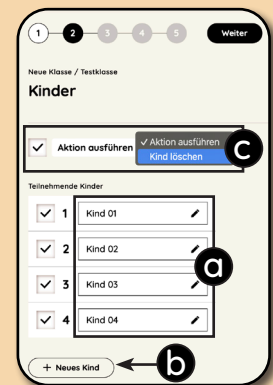 1 2 3 4 5 Weiter
Neue Klasse / Testklasse
Kinder
✓ Aktion ausführen ✓ Aktion ausführen
Kind löschen
c
Teilnehmende Kinder
✓ 1 Kind 01
✓ 2 Kind 02
a
✓ 3 Kind 03
✓ 4 Kind 04
+ Neues Kind b